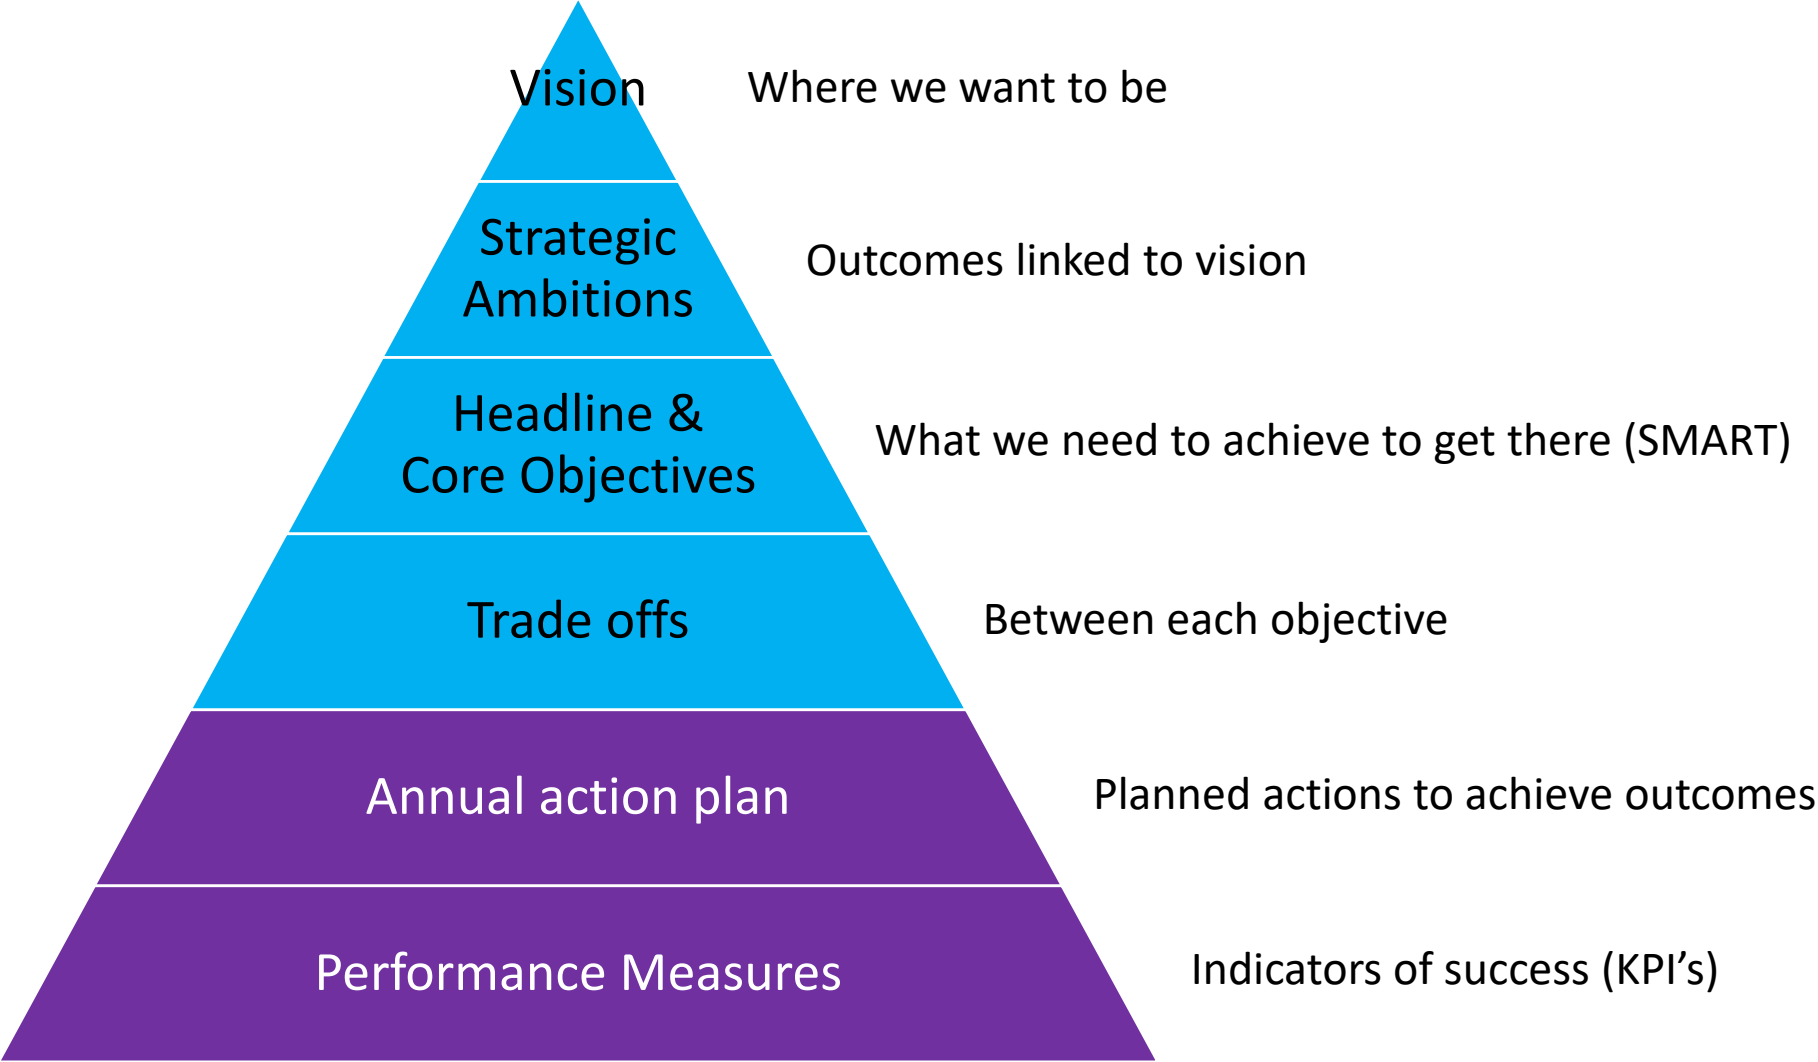 Vision
Where we want to be
Strategic
Ambitions
Outcomes linked to vision
Headline &
Core Objectives
What we need to achieve to get there (SMART)
Trade offs
Between each objective
Annual action plan
Planned actions to achieve outcomes
Performance Measures
Indicators of success (KPI’s)